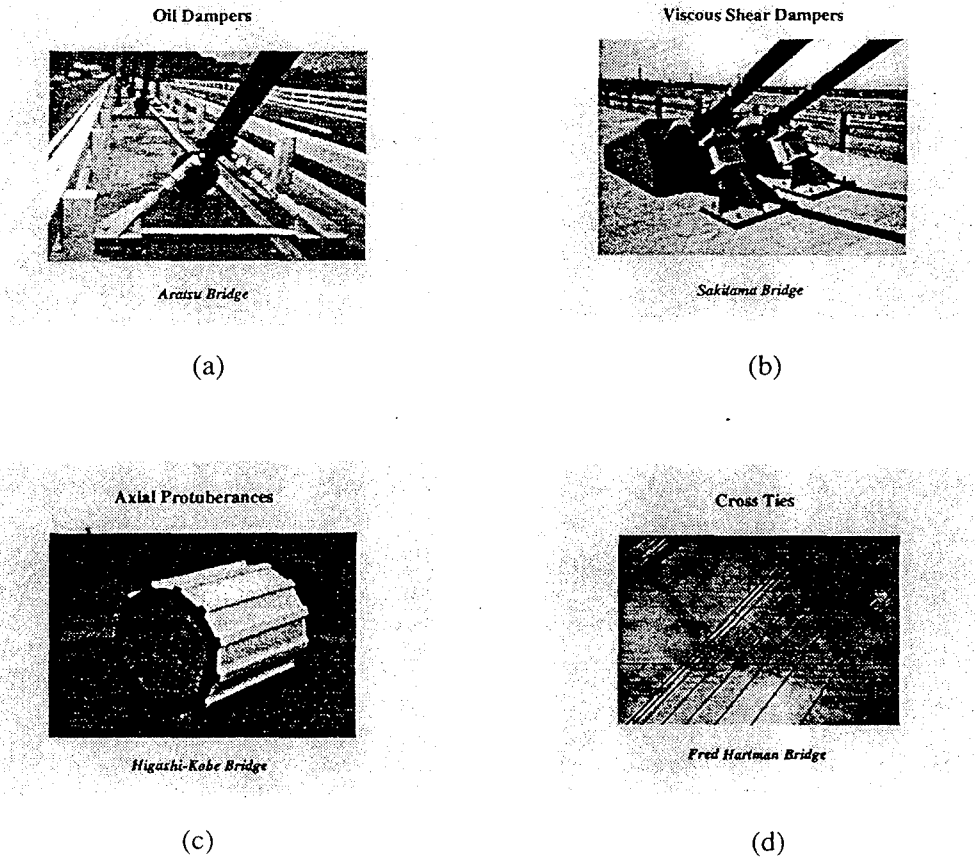 Oil Dampers
Viscous Shear Dampers
Aratsu Bridge
Sakitama Bridge
(a)
(b)
Axial Protuberances
Cross Ties
Higashi-Kobe Bridge
Fred Hartman Bridge
(c)
(d)